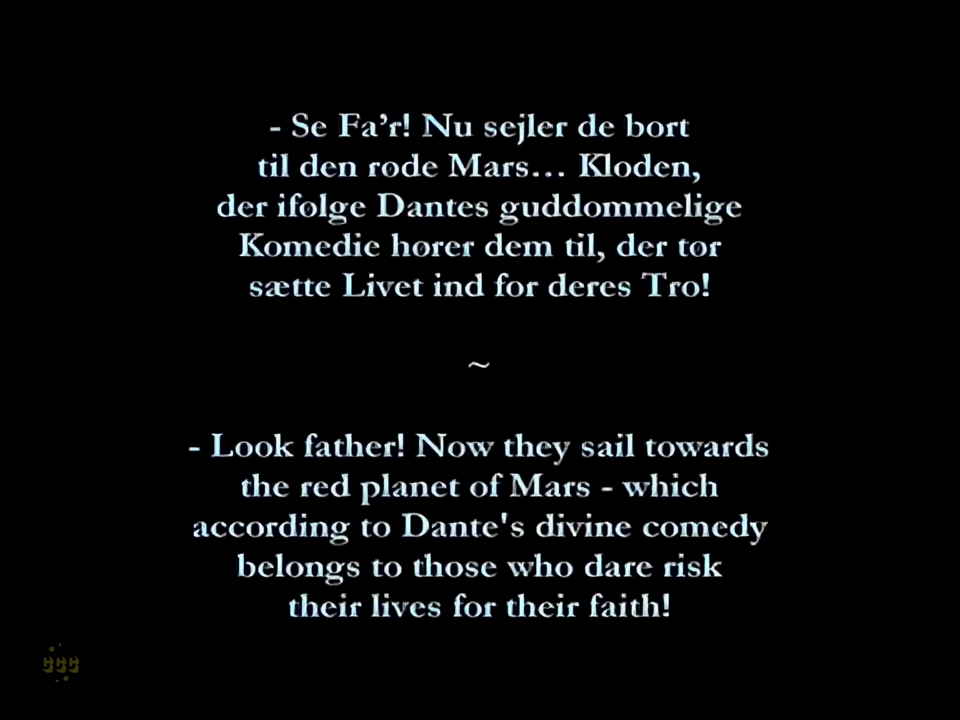 - Se Fa’r! Nu sejler de bort
til den røde Mars… Kloden,
der ifølge Dantes guddommelige
Komedie hører dem til, der tør
sætte Livet ind for deres Tro!
~
- Look father! Now they sail towards
the red planet of Mars - which
according to Dante's divine comedy
belongs to those who dare risk
their lives for their faith!
CCC